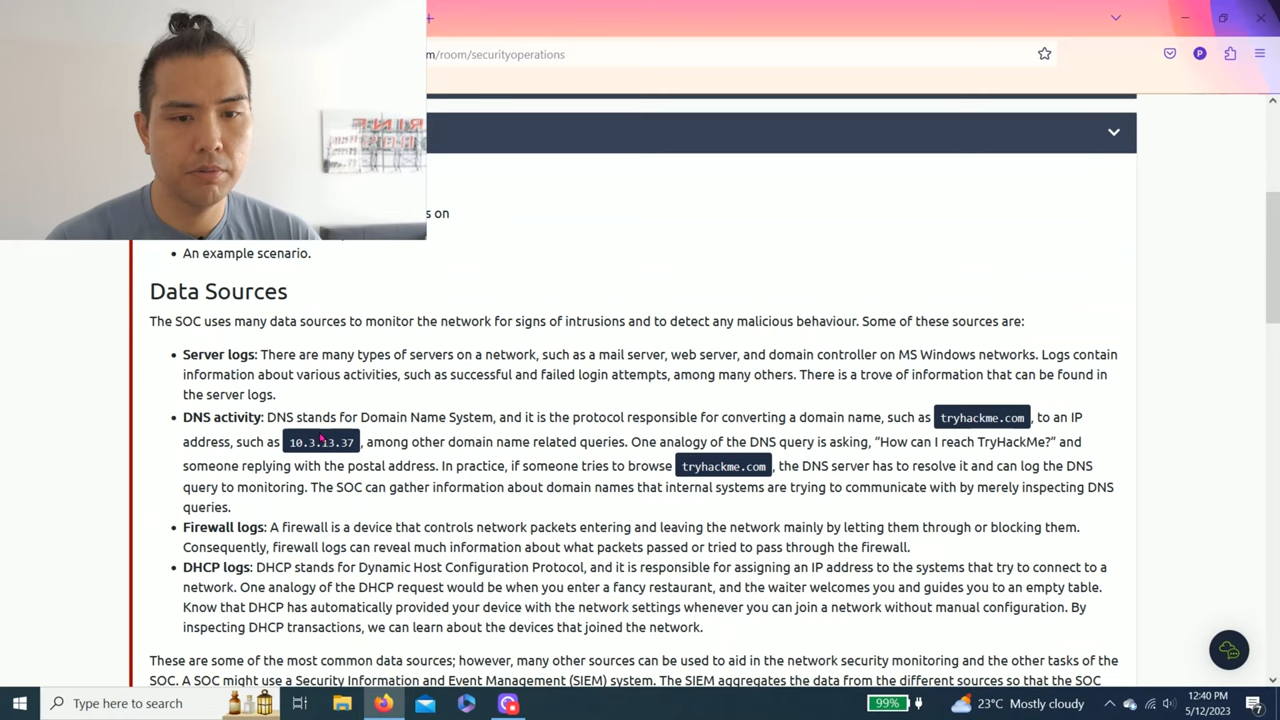 m/room/securityoperations
s on
• An example scenario.
Data Sources
The SOC uses many data sources to monitor the network for signs of intrusions and to detect any malicious behaviour. Some of these sources are:
• Server logs: There are many types of servers on a network, such as a mail server, web server, and domain controller on MS Windows networks. Logs contain
information about various activities, such as successful and failed login attempts, among many others. There is a trove of information that can be found in
the server logs.
• DNS activity: DNS stands for Domain Name System, and it is the protocol responsible for converting a domain name, such as tryhackme.com, to an IP
address, such as 10.3.13.37, among other domain name related queries. One analogy of the DNS query is asking, “How can I reach TryHackMe?” and
someone replying with the postal address. In practice, if someone tries to browse tryhackme.com, the DNS server has to resolve it and can log the DNS
query to monitoring. The SOC can gather information about domain names that internal systems are trying to communicate with by merely inspecting DNS
queries.
• Firewall logs: A firewall is a device that controls network packets entering and leaving the network mainly by letting them through or blocking them.
Consequently, firewall logs can reveal much information about what packets passed or tried to pass through the firewall.
• DHCP logs: DHCP stands for Dynamic Host Configuration Protocol, and it is responsible for assigning an IP address to the systems that try to connect to a
network. One analogy of the DHCP request would be when you enter a fancy restaurant, and the waiter welcomes you and guides you to an empty table.
Know that DHCP has automatically provided your device with the network settings whenever you can join a network without manual configuration. By
inspecting DHCP transactions, we can learn about the devices that joined the network.
These are some of the most common data sources; however, many other sources can be used to aid in the network security monitoring and the other tasks of the
SOC. A SOC might use a Security Information and Event Management (SIEM) system. The SIEM aggregates the data from the different sources so that the SOC
Type here to search
99%
23°C Mostly cloudy
12:40 PM
5/12/2023
7